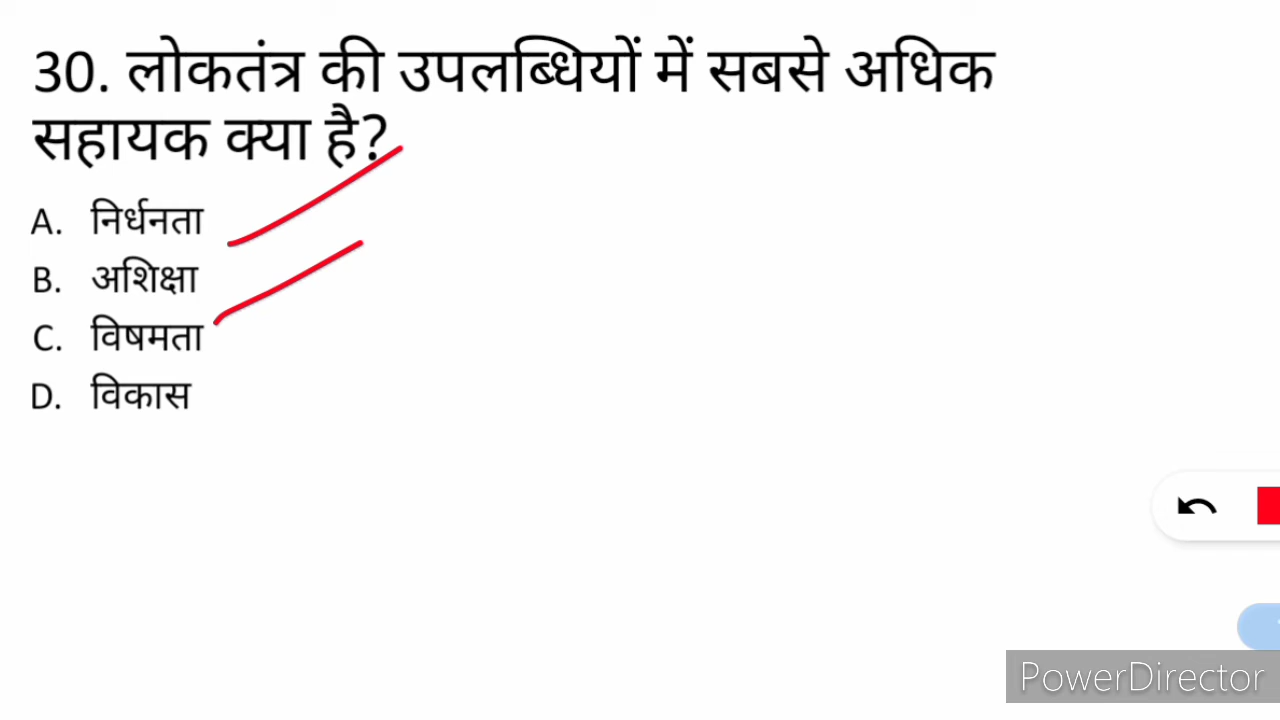 30. लोकतंत्र की उपलब्धियों में सबसे अधिक
सहायक क्या है?
A. निर्धनता
B. अशिक्षा
C. विषमता
D. विकास
PowerDirector